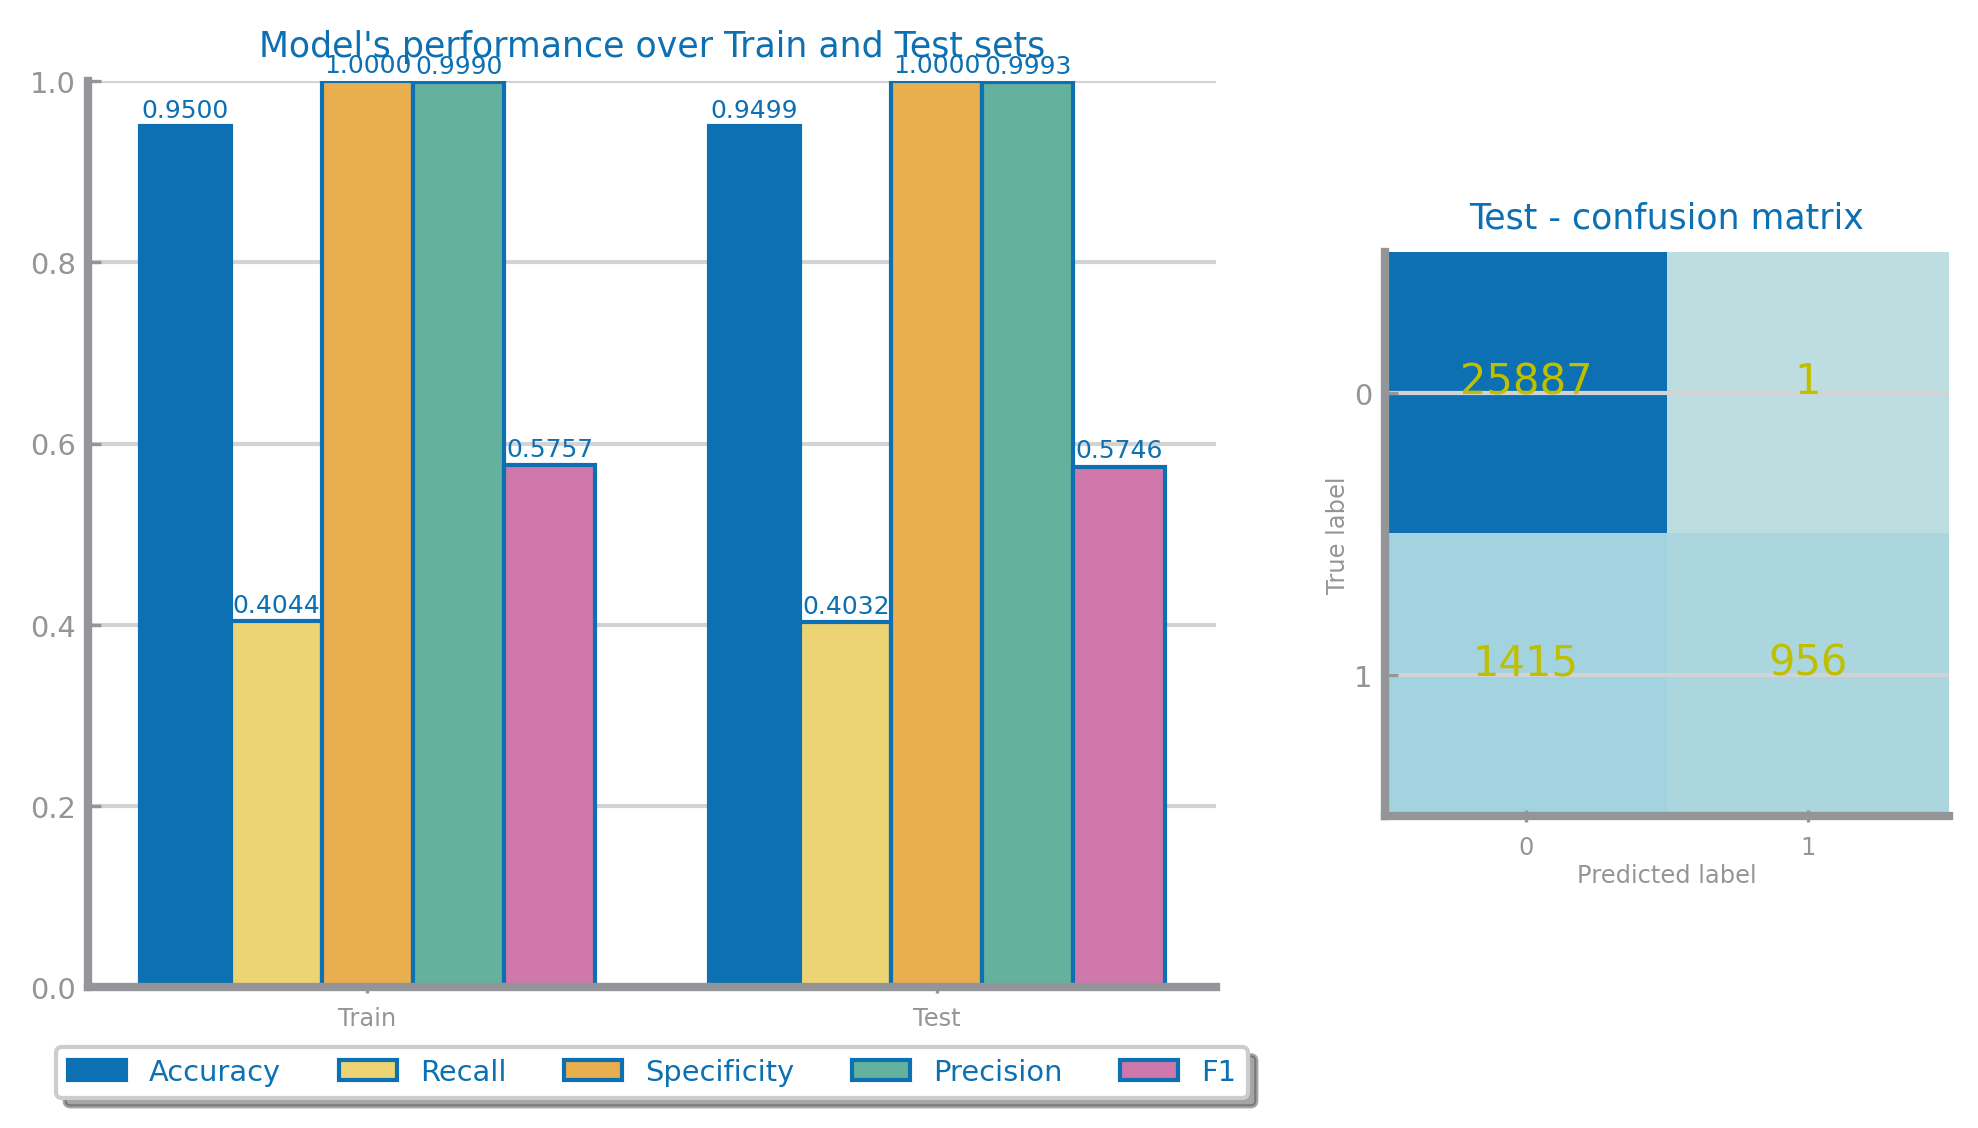 Model's performance over Train and Test sets
1.0000 0.9990 1.0000 0.9993
1.0
0.9500 0.9499
0.8
0.6
0.5757 0.5746
0.4044 0.4032
0.4
0.2
0.0
Train Test
Accuracy Recall Specificity Precision F1
Test - confusion matrix
True label
0 25887 1
1 1415 956
0 1
Predicted label